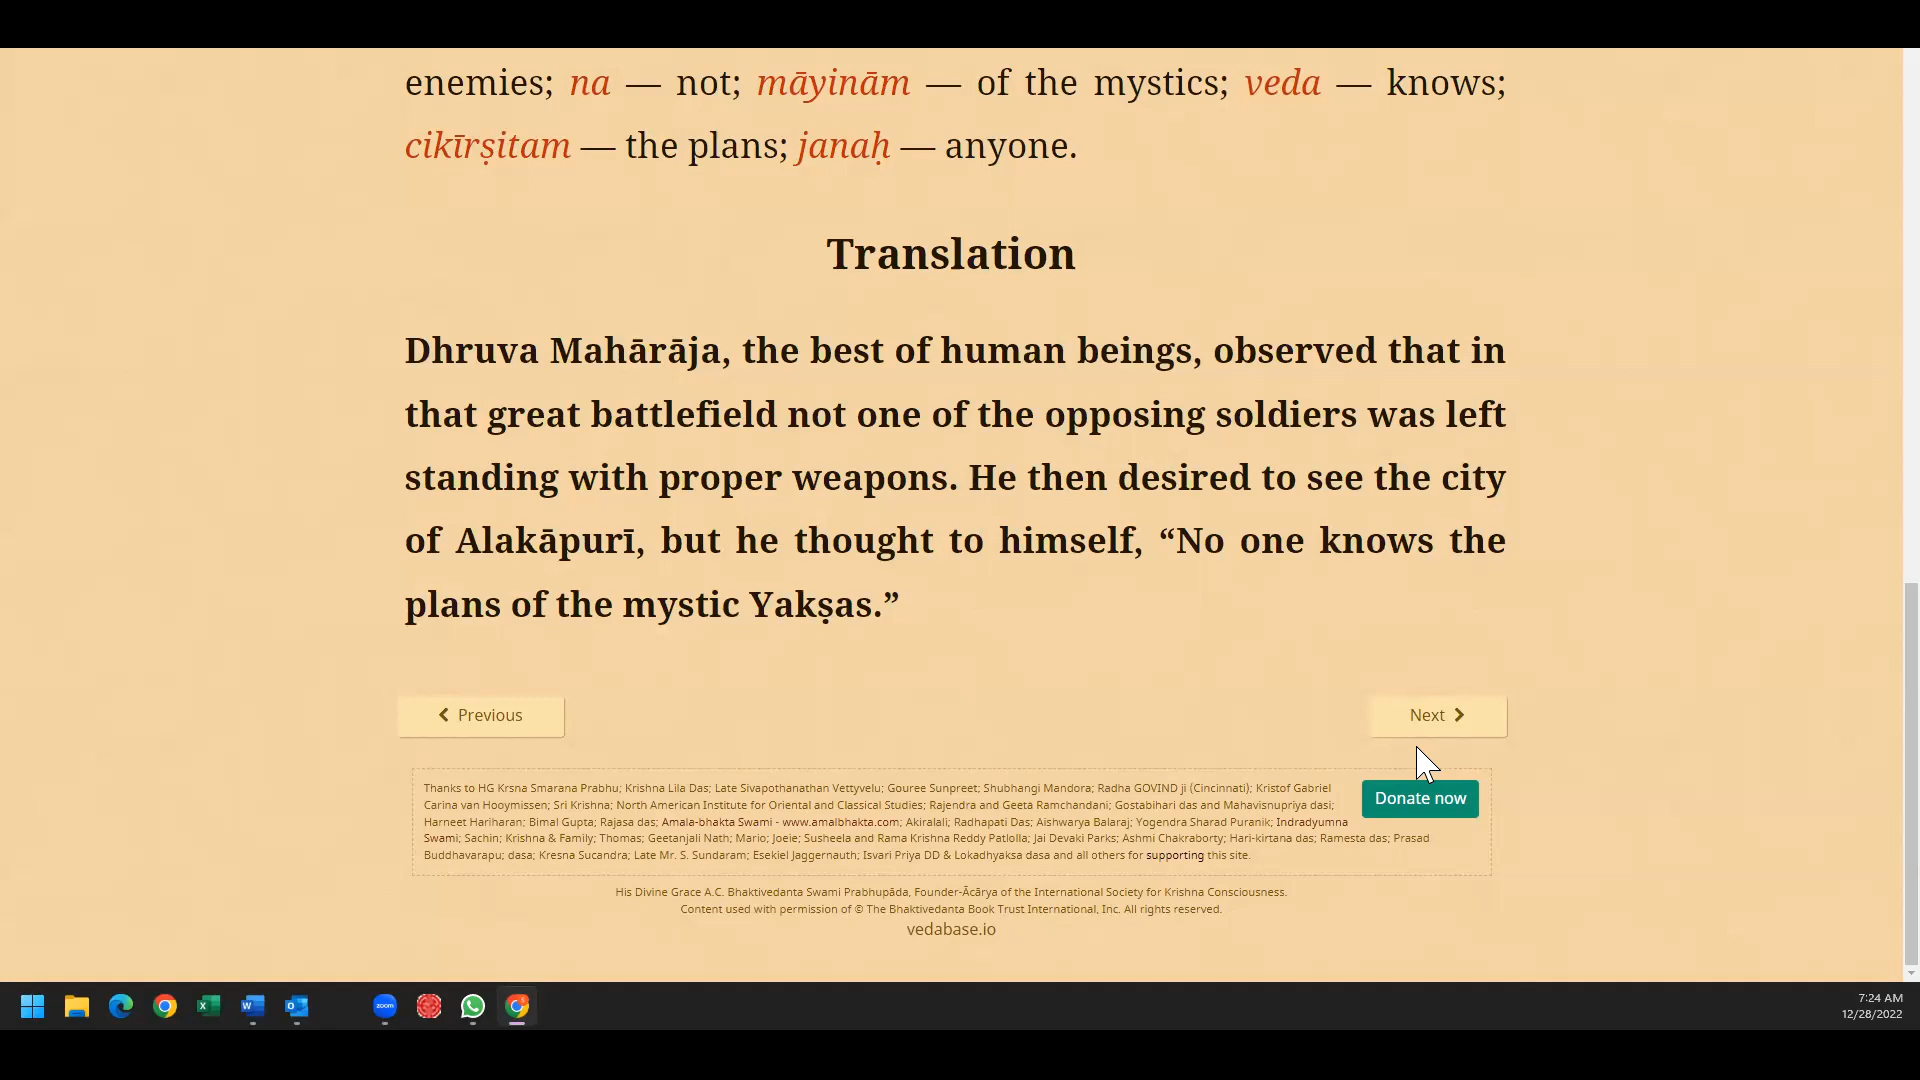 enemies; na — not; māyinām — of the mystics; veda — knows;
cikīrṣitam — the plans; janaḥ — anyone.
Translation
Dhruva Mahārāja, the best of human beings, observed that in
that great battlefield not one of the opposing soldiers was left
standing with proper weapons. He then desired to see the city
of Alakāpurī, but he thought to himself, “No one knows the
plans of the mystic Yakṣas.”
Previous
Next
Thanks to HG Krsna Smarana Prabhu; Krishna Lila Das; Late Sivapothanathan Vettyvelu; Gouree Sunpreet; Shubhangi Mandora; Radha GOVIND ji (Cincinnati); Kristof Gabriel
Carina van Hooymissen; Sri Krishna; North American Institute for Oriental and Classical Studies; Rajendra and Geeta Ramchandani; Gostabihari das and Mahavisnupriya dasi;
Harneet Hariharan; Bimal Gupta; Rajasa das; Amala-bhakta Swami - www.amalbhakta.com; Akiralali; Radhapati Das; Aishwarya Balaraj; Yogendra Sharad Puranik; Indradyumna
Swami; Sachin; Krishna & Family; Thomas; Geetanjali Nath; Mario; Joeie; Susheela and Rama Krishna Reddy Patlolla; Jai Devaki Parks; Ashmi Chakraborty; Hari-kirtana das; Ramesta das; Prasad
Buddhavarapu; dasa; Kresna Sucandra; Late Mr. S. Sundaram; Esekiel Jaggernauth; Isvari Priya DD & Lokadhyaksa dasa and all others for supporting this site.
Donate now
His Divine Grace A.C. Bhaktivedanta Swami Prabhupāda, Founder-Ācārya of the International Society for Krishna Consciousness.
Content used with permission of © The Bhaktivedanta Book Trust International, Inc. All rights reserved.
vedabase.io
zoom
7:24 AM
12/28/2022